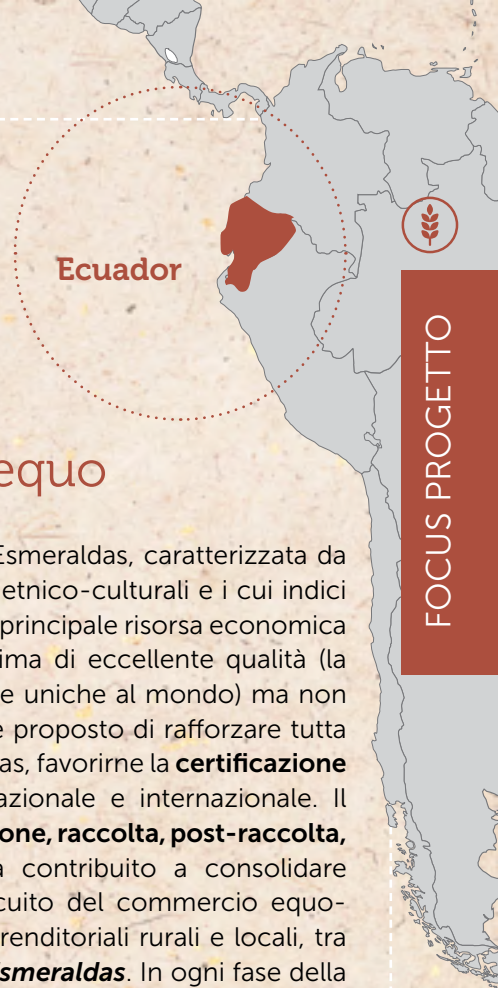 Ecuador
FOCUS PROGETTO
equo
Esmeraldas, caratterizzata da
etnico-culturali e i cui indici
principale risorsa economica
ima di eccellente qualità (la
e uniche al mondo) ma non
e proposto di rafforzare tutta
as, favorirne la certificazione
azionale e internazionale. Il
one, raccolta, post-raccolta,
a contribuito a consolidare
cuito del commercio equo-
renditoriali rurali e locali, tra
smeraldas. In ogni fase della